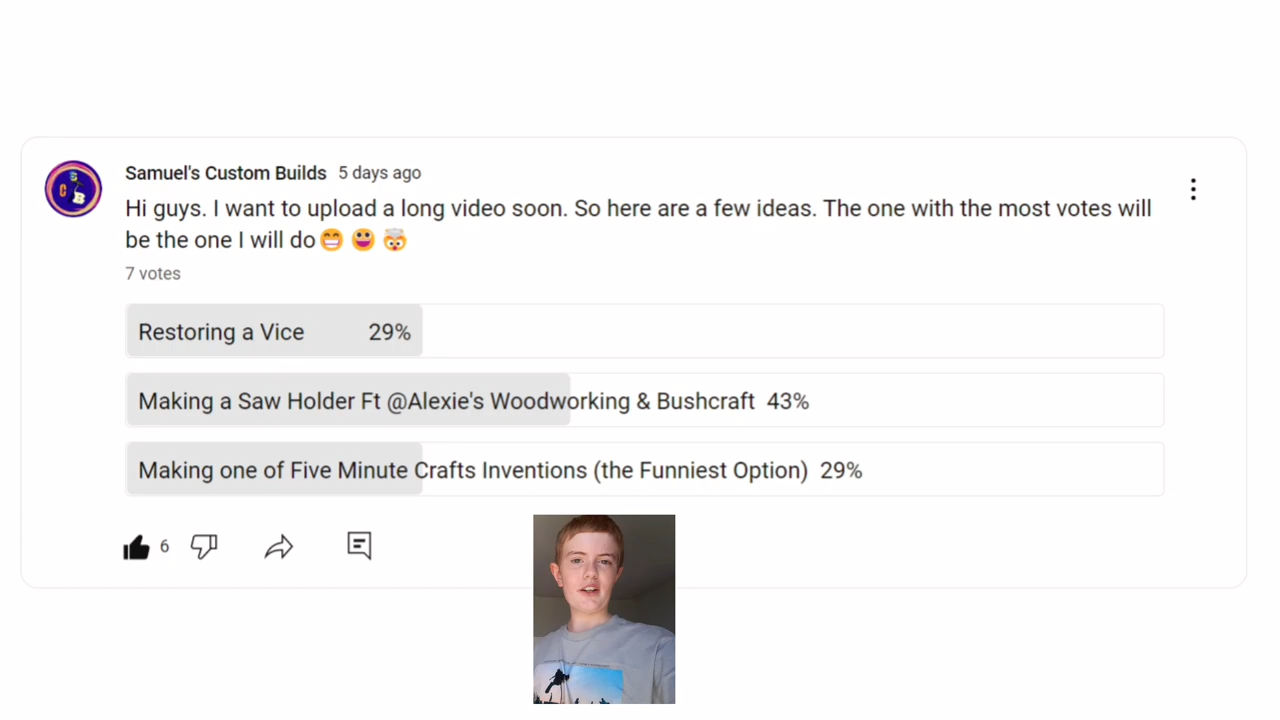 Samuel's Custom Builds 5 days ago
Hi guys. I want to upload a long video soon. So here are a few ideas. The one with the most votes will
be the one I will do😁 😀 🤯
7 votes
Restoring a Vice 29%
Making a Saw Holder Ft @Alexie's Woodworking & Bushcraft 43%
Making one of Five Minute Crafts Inventions (the Funniest Option) 29%
6